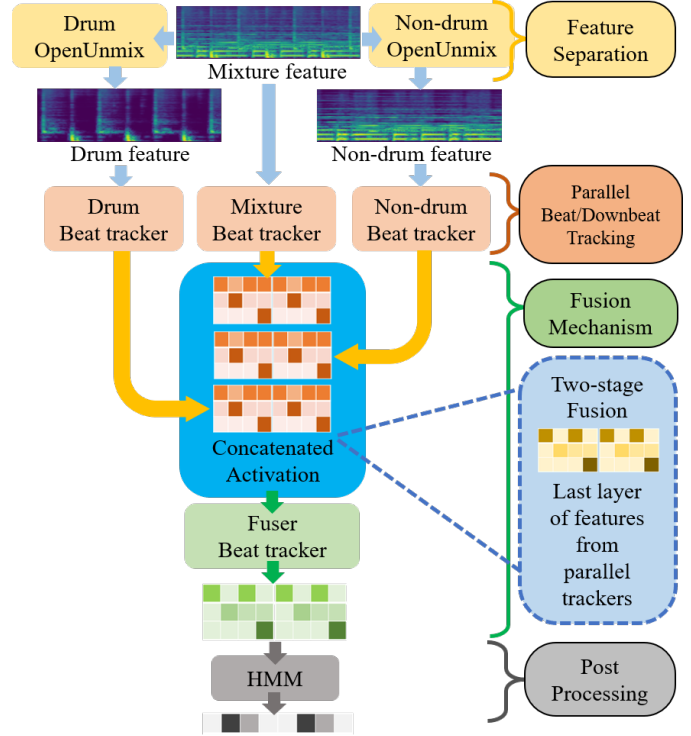 Drum
OpenUnmix
Mixture feature
Non-drum
OpenUnmix
Feature
Separation
Drum feature
Non-drum feature
Drum
Beat tracker
Mixture
Beat tracker
Non-drum
Beat tracker
Parallel
Beat/Downbeat
Tracking
Concatenated
Activation
Fusion
Mechanism
Two-stage
Fusion
Last layer
of features
from
parallel
trackers
Fuser
Beat tracker
HMM
Post
Processing